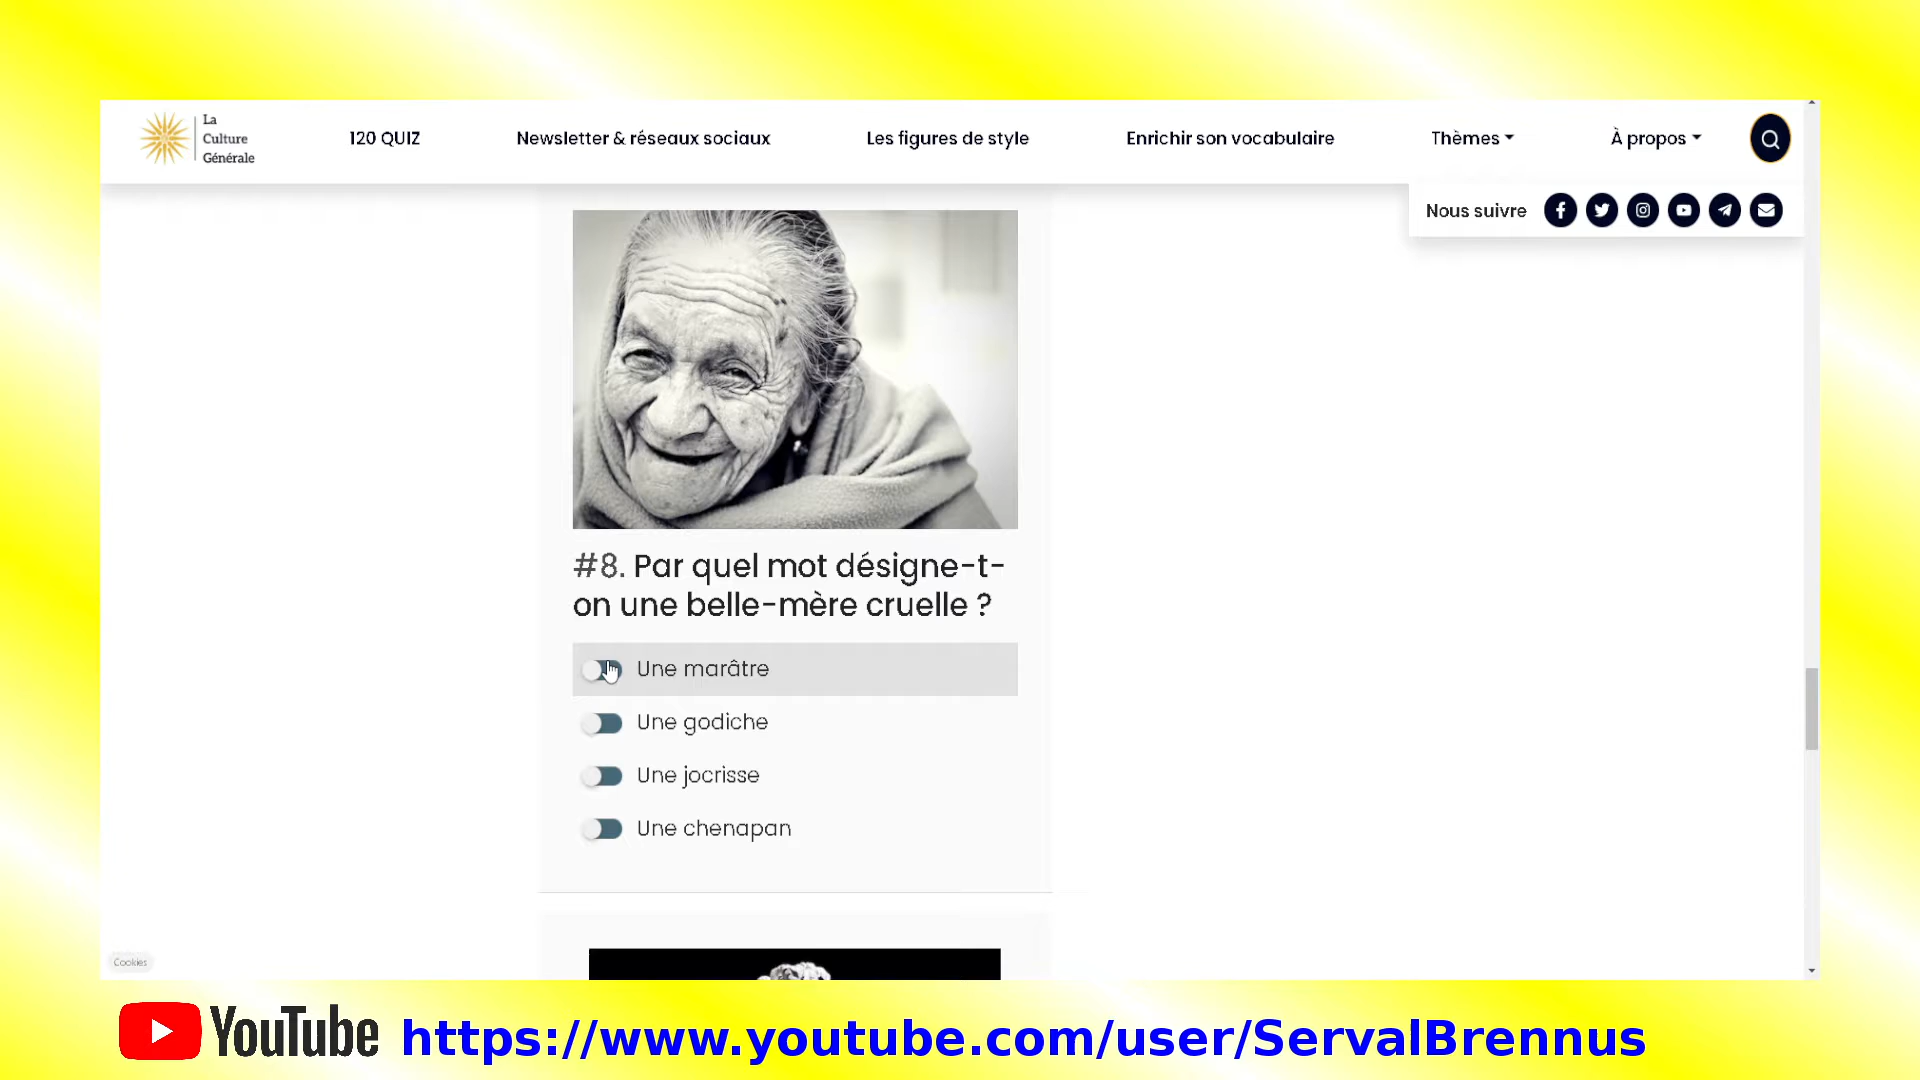 La
Culture
Générale
120 QUIZ
Newsletter & réseaux sociaux
Les figures de style
Enrichir son vocabulaire
Thèmes
À propos
Nous suivre
#8. Par quel mot désigne-t-
on une belle-mère cruelle ?
Une marâtre
Une godiche
Une jocrisse
Une chenapan
Cookies
YouTube https://www.youtube.com/user/ServalBrennus